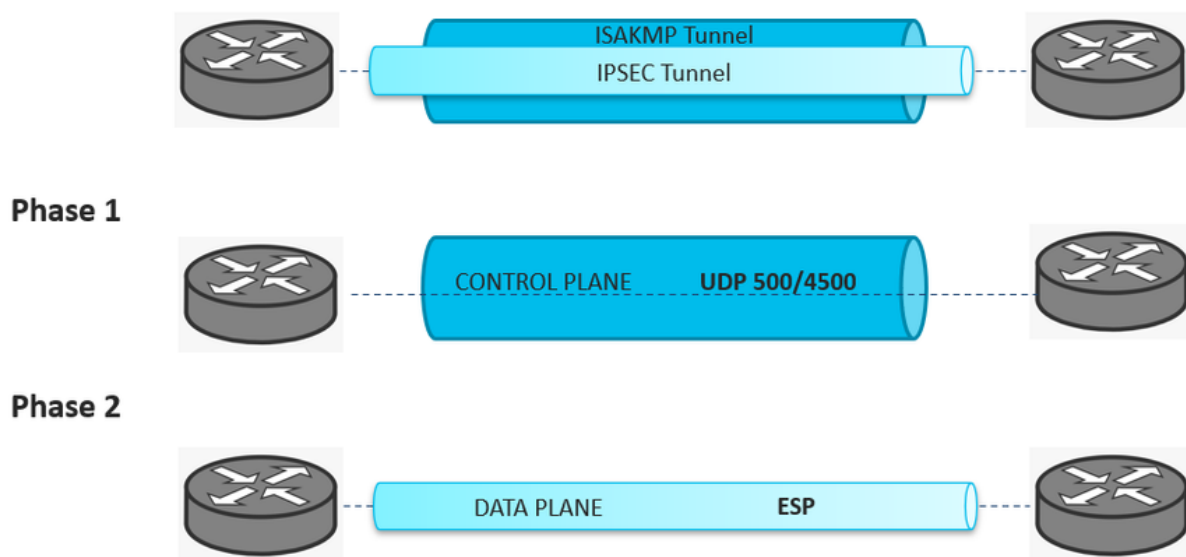 ISAKMP Tunnel
IPSEC Tunnel
Phase 1
CONTROL PLANE UDP 500/4500
Phase 2
DATA PLANE ESP